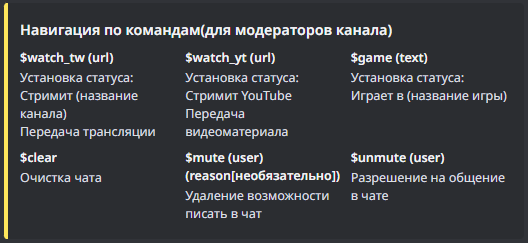 Навигация по командам(для модераторов канала)
$watch_tw (url)
Установка статуса:
Стримит (название
канала)
Передача трансляции
$watch_yt (url)
Установка статуса:
Стримит YouTube
Передача
видеоматериала
$game (text)
Установка статуса:
Играет в (название игры)
$clear
Очистка чата
$mute (user)
(reason[необязательно])
Удаление возможности
писать в чат
$unmute (user)
Разрешение на общение
в чате